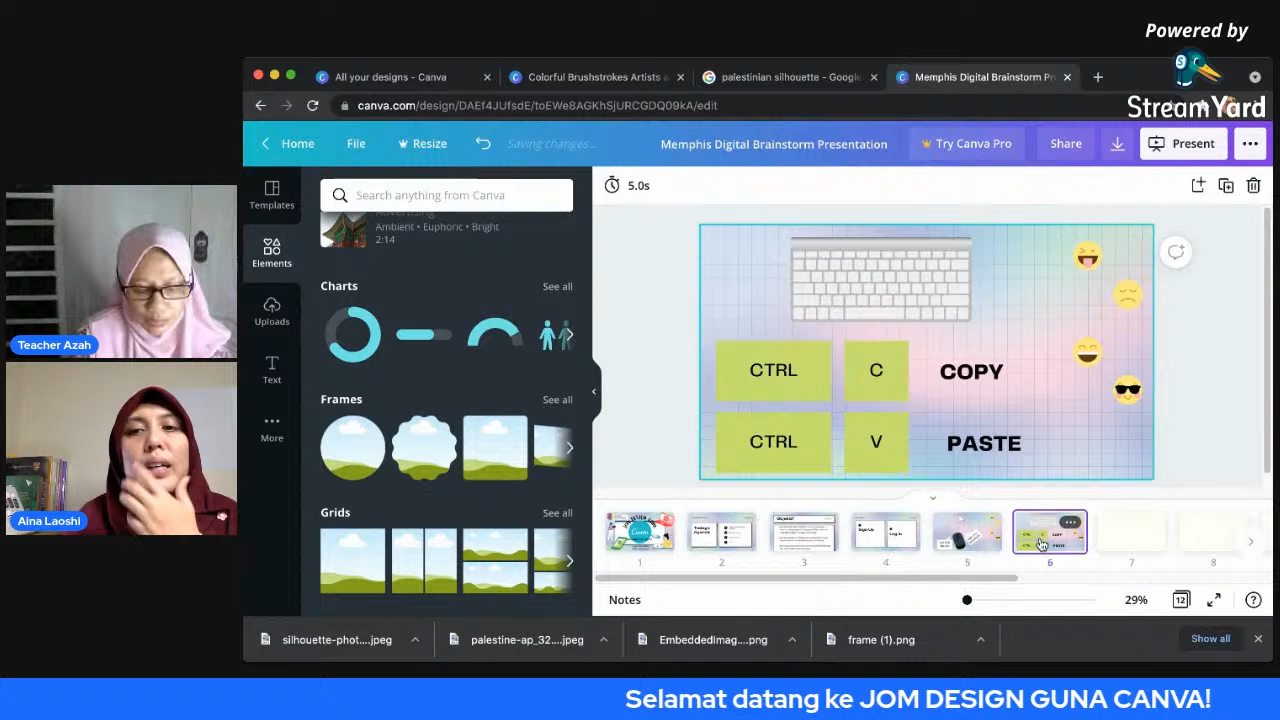 Powered by
StreamYard
All your designs - Canva
Colorful Brushstrokes Artists a
palestinian silhouette - Google
Memphis Digital Brainstorm Pr
canva.com/design/DAEf4JUfsdE/toEWe8AGKhSjURCGDQ09kA/edit
Home
File
Resize
Saving changes...
Memphis Digital Brainstorm Presentation
Try Canva Pro
Share
Present
Templates
Elements
Uploads
Text
More
Search anything from Canva
Advertising
Ambient • Euphoric • Bright
2:14
Charts
See all
Frames
See all
Grids
See all
5.0s
CTRL C COPY
CTRL V PASTE
1 2 3 4 5 6 7 8
Notes
29%
12
Teacher Azah
Aina Laoshi
silhouette-phot....jpeg
palestine-ap_32....jpeg
EmbeddedImag....png
frame (1).png
Show all
Selamat datang ke JOM DESIGN GUNA CANVA!